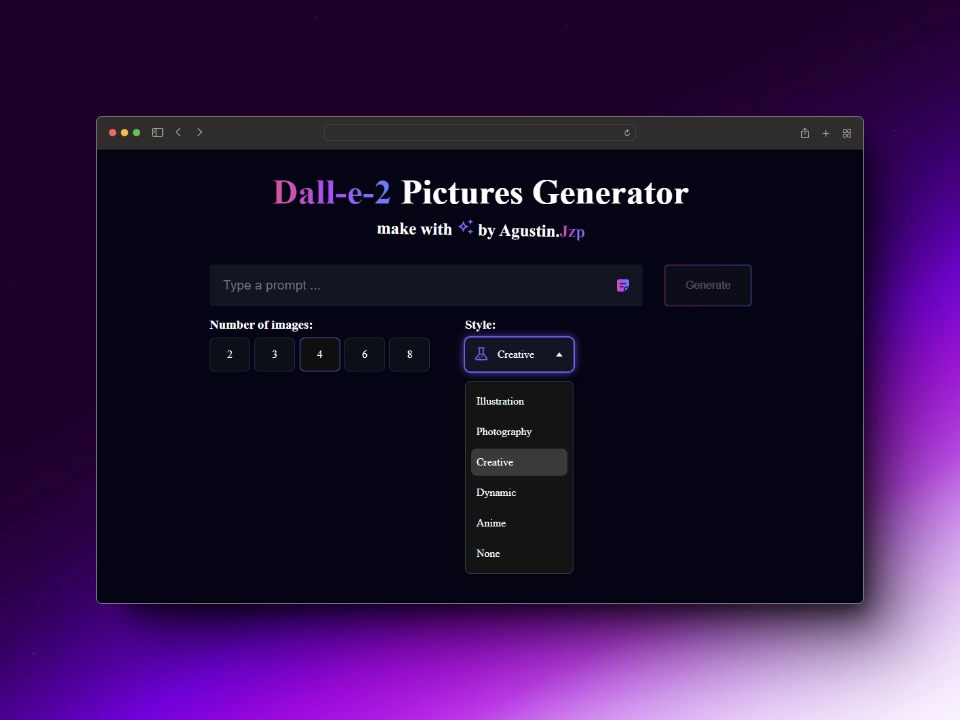 Dall-e-2 Pictures Generator
make with by Agustin.Jzp
Type a prompt ...
Generate
Number of images:
2 3 4 6 8
Style:
Creative
Illustration
Photography
Creative
Dynamic
Anime
None